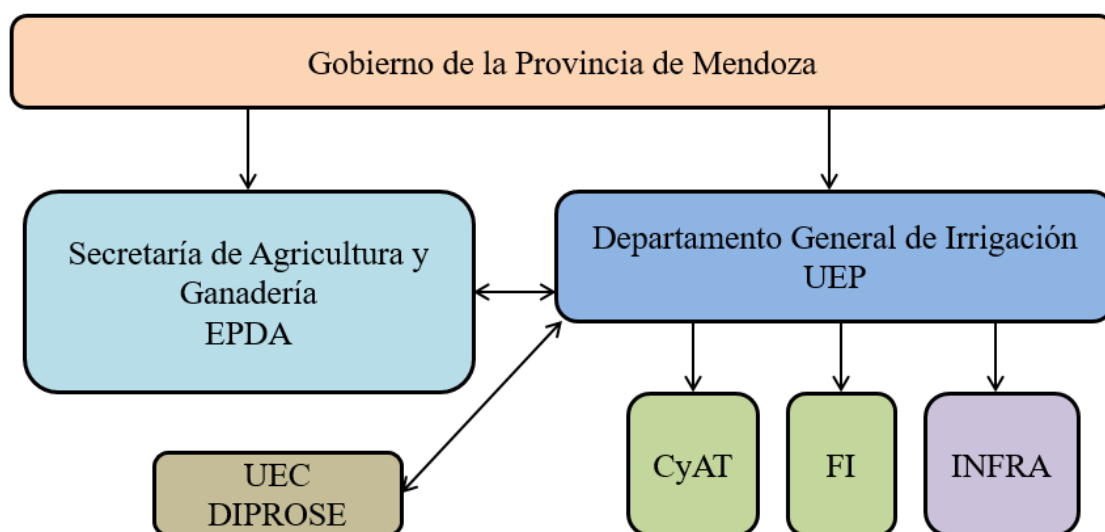 Gobierno de la Provincia de Mendoza
Secretaría de Agricultura y
Ganadería
EPDA
Departamento General de Irrigación
UEP
CyAT
FI
INFRA
UEC
DIPROSE